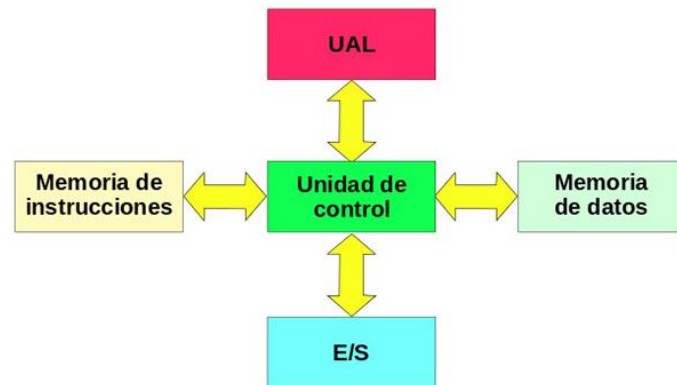 UAL
Memoria de
instrucciones
Unidad de
control
Memoria
de datos
E/S